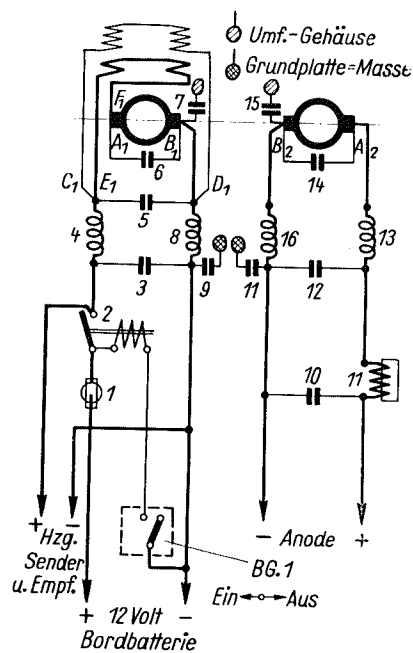 Umf.-Gehäuse
Grundplatte=Masse
F₁
7
15
A₁
B₁
B₂
A₂
6
14
C₁
E₁
D₁
5
4
8
16
13
3
9
11
12
2
1
10
11
+
−
Hzg.
Sender
u. Empf.
− Anode +
BG.1
Ein ←○→ Aus
+ 12 Volt −
Bordbatterie